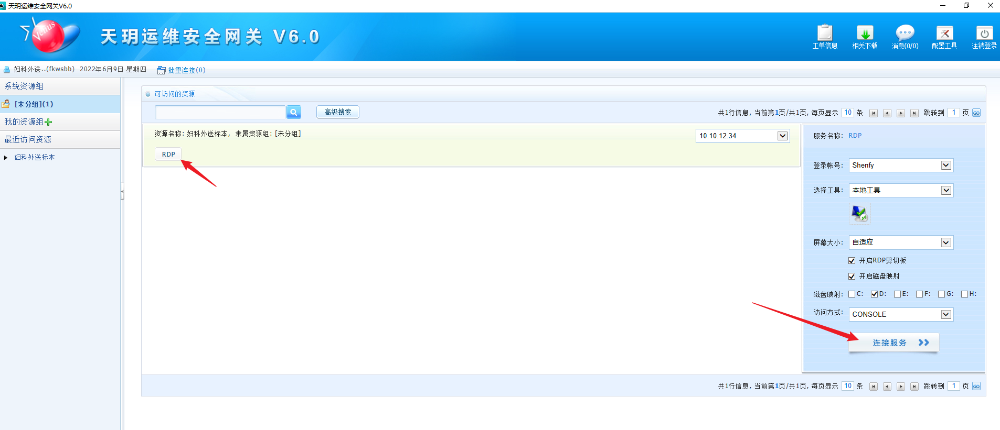 天玥运维安全网关V6.0
Venus
天玥运维安全网关 V6.0
工单信息 相关下载 消息(0/0) 配置工具 注销登录
妇科外送..(fkwsbb) 2022年6月9日 星期四 批量连接(0)
系统资源组
[未分组](1)
我的资源组
最近访问资源
妇科外送标本
可访问的资源
高级搜索 共1行信息, 当前第1页/共1页, 每页显示 10 条 跳转到 1 页 GO
资源名称: 妇科外送标本, 隶属资源组: [未分组] 10.10.12.34
RDP
服务名称: RDP
登录帐号: Shenfy
选择工具: 本地工具
屏幕大小: 自适应
开启RDP剪切板
开启磁盘映射
磁盘映射: C: D: E: F: G: H:
访问方式: CONSOLE
连接服务
共1行信息, 当前第1页/共1页, 每页显示 10 条 跳转到 1 页 GO